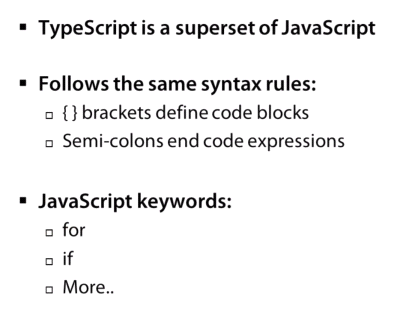 TypeScript is a superset of JavaScript
Follows the same syntax rules:
{ } brackets define code blocks
Semi-colons end code expressions
JavaScript keywords:
for
if
More..